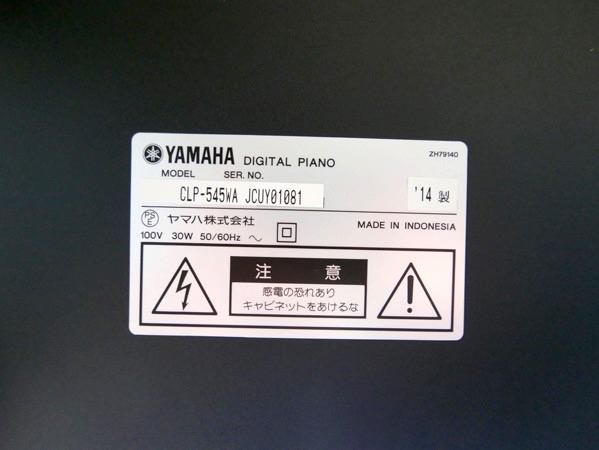 YAMAHA DIGITAL PIANO ZH79140
MODEL SER. NO.
CLP-545WA JCUY01081 '14 製
PSE ヤマハ株式会社 MADE IN INDONESIA
100V 30W 50/60Hz ~
注意
感電の恐れあり
キャビネットをあけるな
!